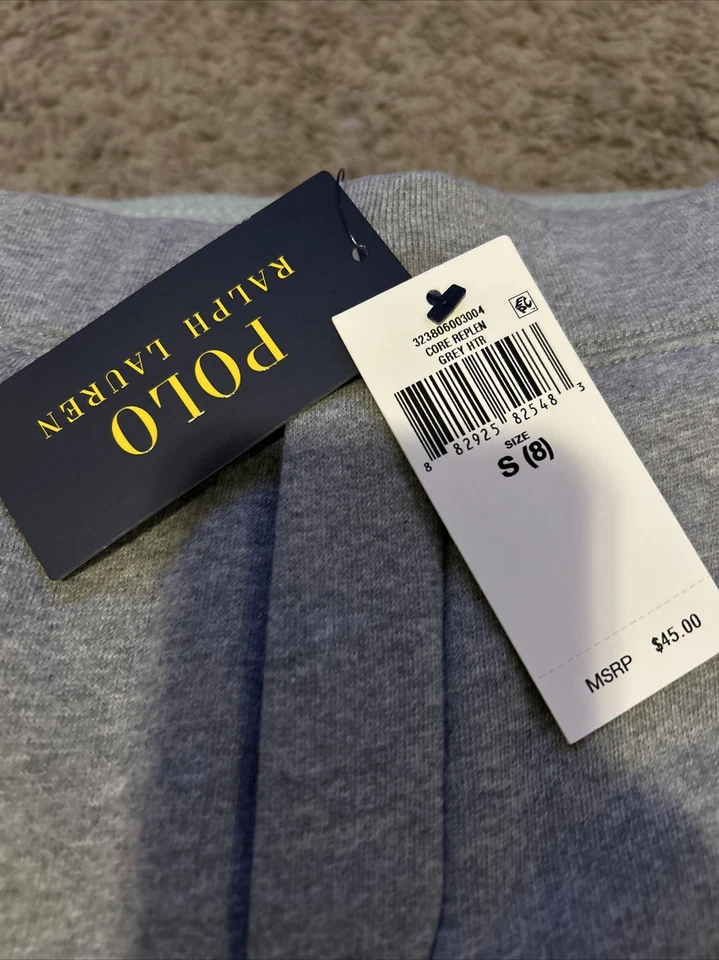 POLO
RALPH LAUREN
323806003004
CORE REPLEN
GREY HTR
8 82925 82548 3
SIZE
S (8)
MSRP $45.00